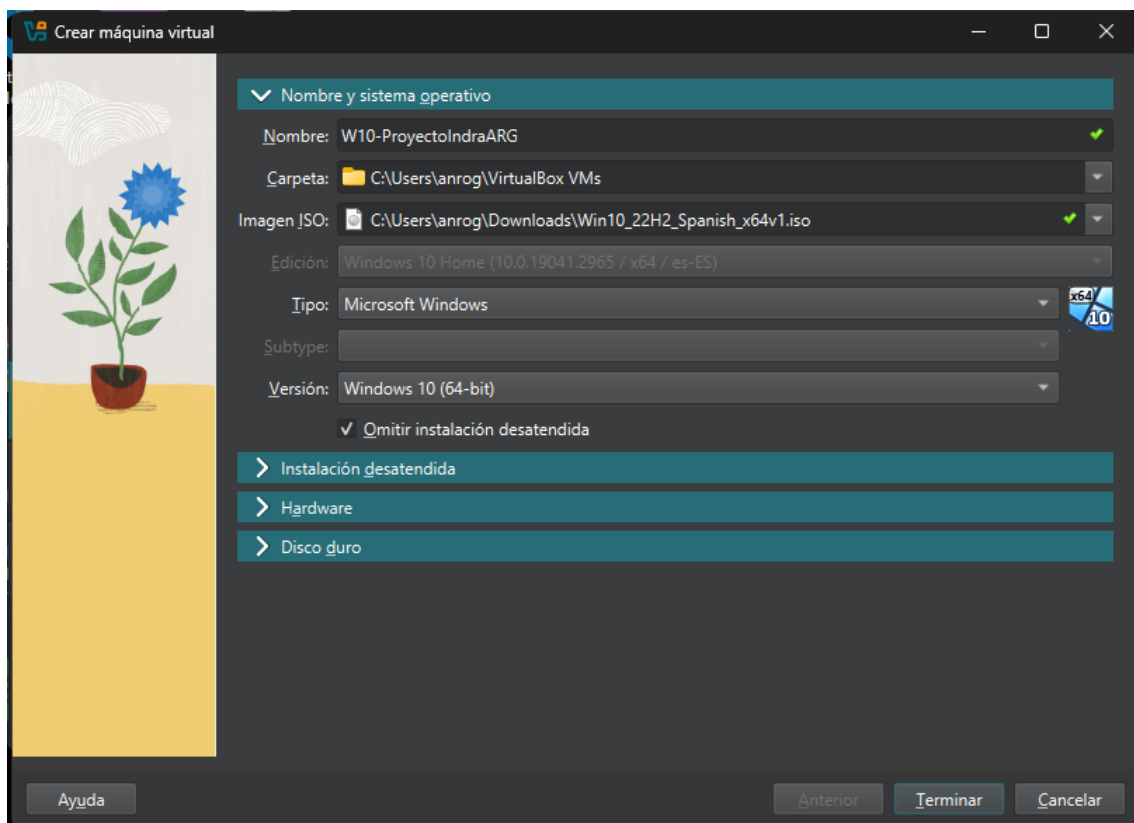 Crear máquina virtual
Nombre y sistema operativo
Nombre: W10-ProyectoIndraARG
Carpeta: C:\Users\anrog\VirtualBox VMs
Imagen ISO: C:\Users\anrog\Downloads\Win10_22H2_Spanish_x64v1.iso
Edición: Windows 10 Home (10.0.19041.2965 / x64 / es-ES)
Tipo: Microsoft Windows
x64
10
Subtype:
Versión: Windows 10 (64-bit)
Omitir instalación desatendida
Instalación desatendida
Hardware
Disco duro
Ayuda Anterior Terminar Cancelar